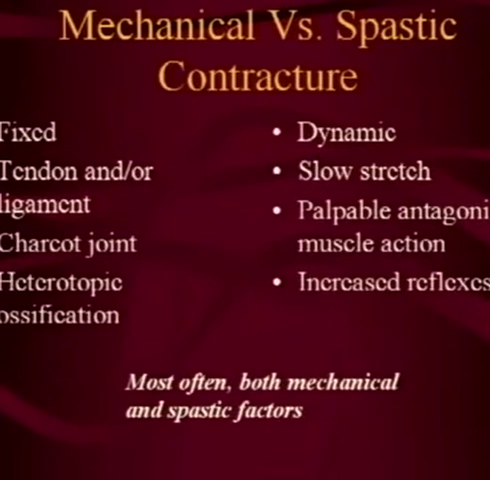 Mechanical Vs. Spastic
Contracture
Fixed
Tendon and/or
ligament
Charcot joint
Heterotopic
ossification
• Dynamic
• Slow stretch
• Palpable antagoni
muscle action
• Increased reflexes
Most often, both mechanical
and spastic factors